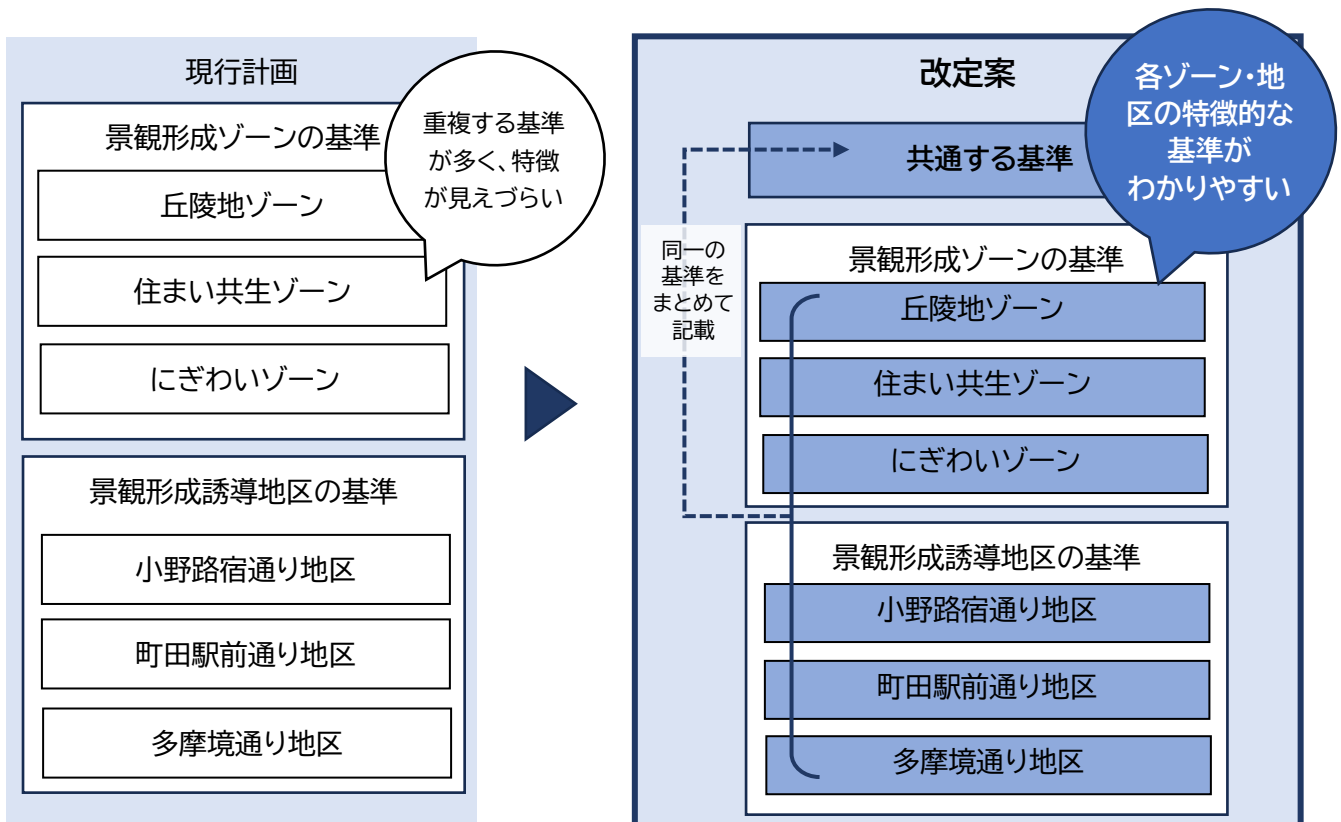 現行計画
景観形成ゾーンの基準
丘陵地ゾーン
住まい共生ゾーン
にぎわいゾーン
重複する基準
が多く、特徴
が見えづらい
景観形成誘導地区の基準
小野路宿通り地区
町田駅前通り地区
多摩境通り地区
改定案
各ゾーン・地
区の特徴的な
基準が
わかりやすい
共通する基準
同一の
基準を
まとめて
記載
景観形成ゾーンの基準
丘陵地ゾーン
住まい共生ゾーン
にぎわいゾーン
景観形成誘導地区の基準
小野路宿通り地区
町田駅前通り地区
多摩境通り地区